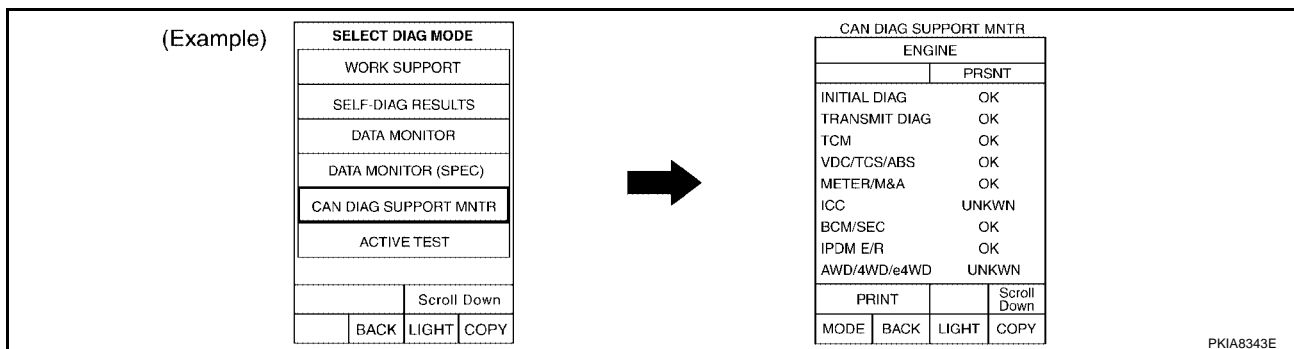 (Example)
SELECT DIAG MODE
WORK SUPPORT
SELF-DIAG RESULTS
DATA MONITOR
DATA MONITOR (SPEC)
CAN DIAG SUPPORT MNTR
ACTIVE TEST
Scroll Down
BACK LIGHT COPY
CAN DIAG SUPPORT MNTR
ENGINE
PRSNT
INITIAL DIAG OK
TRANSMIT DIAG OK
TCM OK
VDC/TCS/ABS OK
METER/M&A OK
ICC UNKWN
BCM/SEC OK
IPDM E/R OK
AWD/4WD/e4WD UNKWN
PRINT Scroll
Down
MODE BACK LIGHT COPY
PKIA8343E